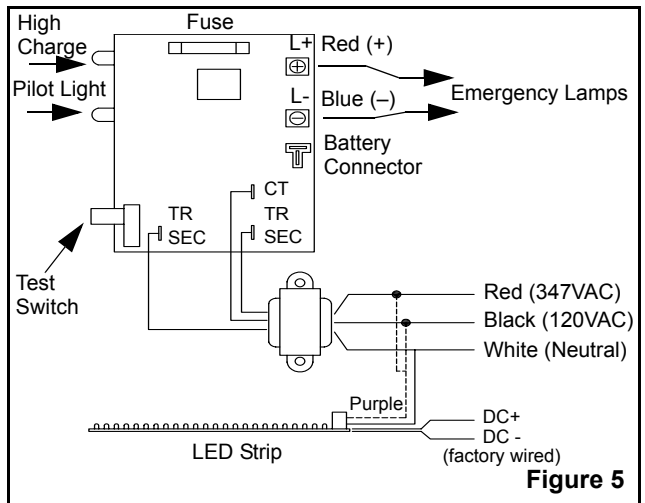 High
Charge
Fuse
L+
Red (+)
Pilot Light
L-
Blue (–)
Emergency Lamps
Battery
Connector
CT
TR
SEC
TR
SEC
Test
Switch
Red (347VAC)
Black (120VAC)
White (Neutral)
Purple
DC+
DC -
(factory wired)
LED Strip
Figure 5